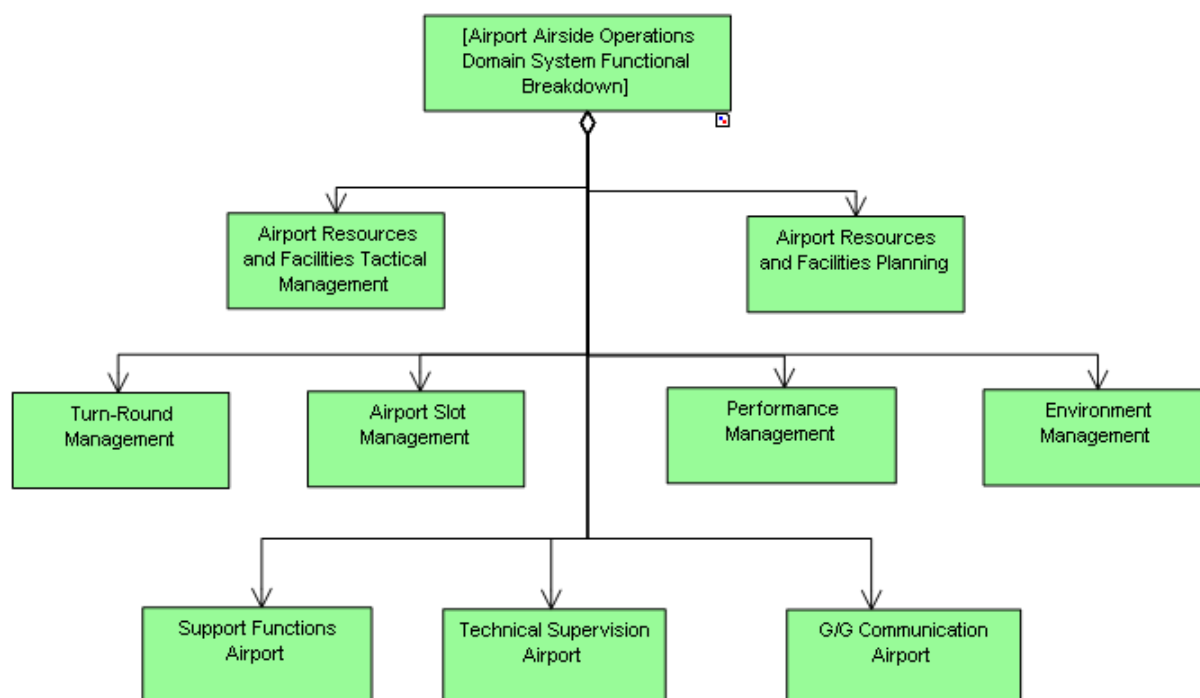 [Airport Airside Operations
Domain System Functional
Breakdown]
Airport Resources
and Facilities Tactical
Management
Airport Resources
and Facilities Planning
Turn-Round
Management
Airport Slot
Management
Performance
Management
Environment
Management
Support Functions
Airport
Technical Supervision
Airport
G/G Communication
Airport